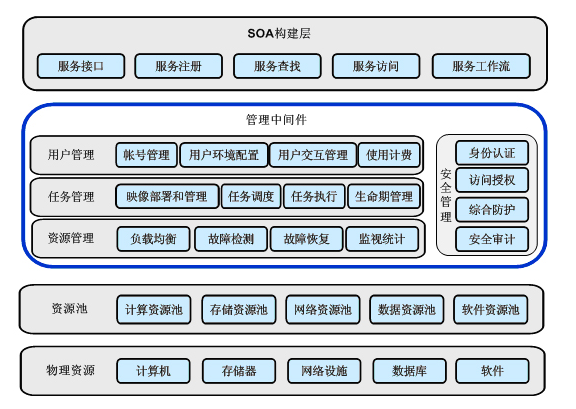 SOA构建层
服务接口 服务注册 服务查找 服务访问 服务工作流
管理中间件
用户管理 帐号管理 用户环境配置 用户交互管理 使用计费
任务管理 映像部署和管理 任务调度 任务执行 生命期管理
资源管理 负载均衡 故障检测 故障恢复 监视统计
安全管理
身份认证
访问授权
综合防护
安全审计
资源池 计算资源池 存储资源池 网络资源池 数据资源池 软件资源池
物理资源 计算机 存储器 网络设施 数据库 软件